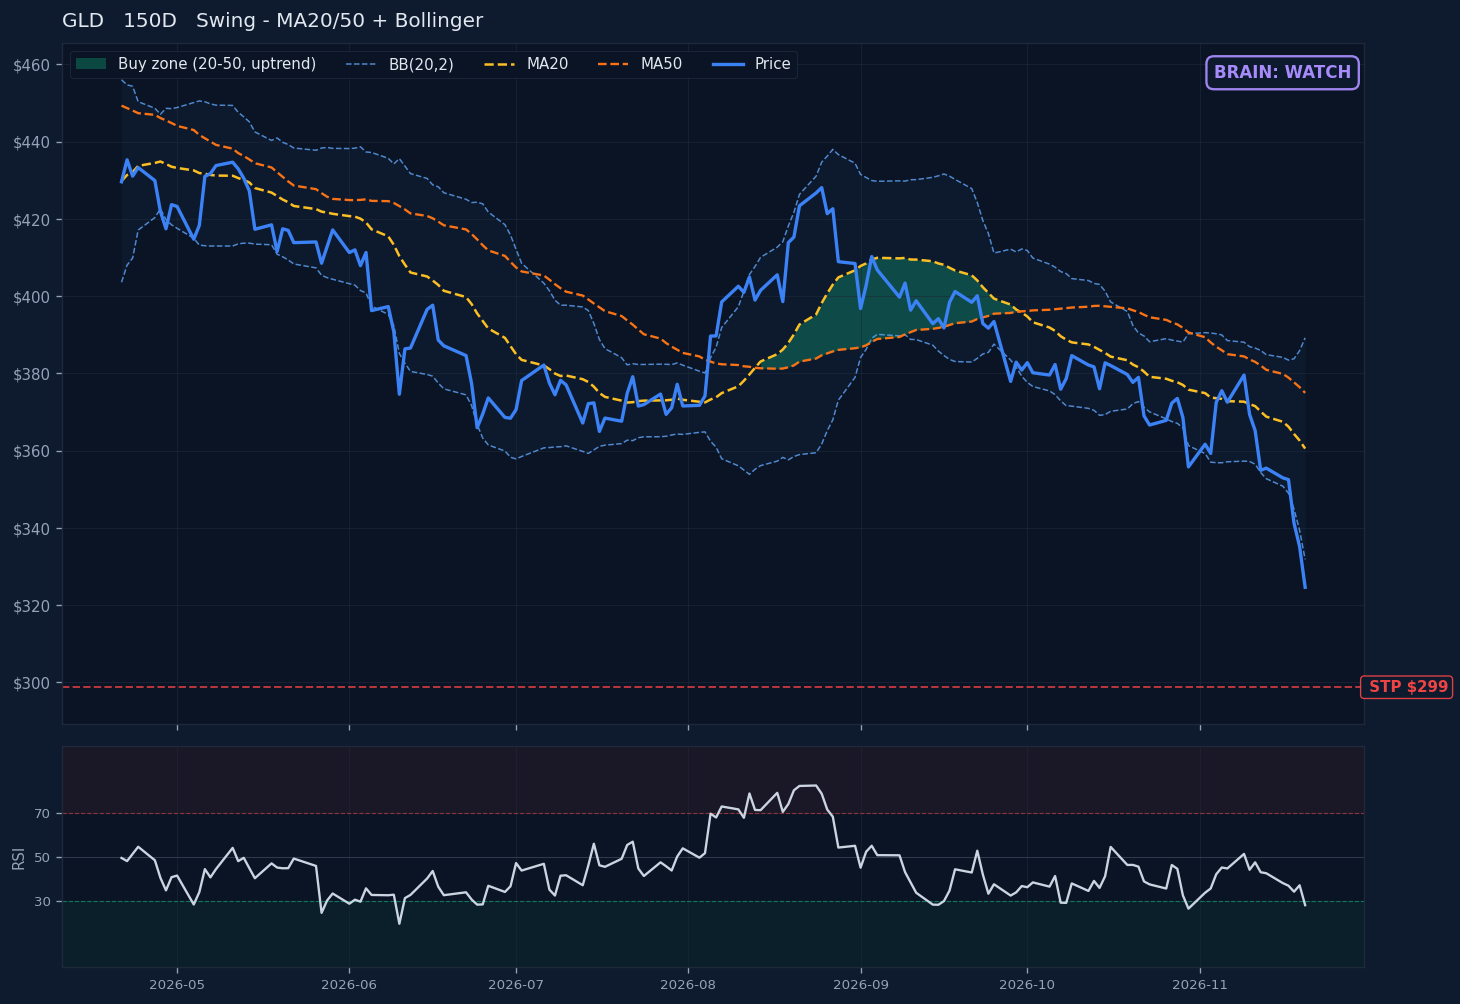 GLD   150D   Swing - MA20/50 + Bollinger
Buy zone (20-50, uptrend)   BB(20,2)   MA20   MA50   Price
BRAIN: WATCH
$460
$440
$420
$400
$380
$360
$340
$320
$300
STP $299
RSI
70
50
30
2026-05   2026-06   2026-07   2026-08   2026-09   2026-10   2026-11